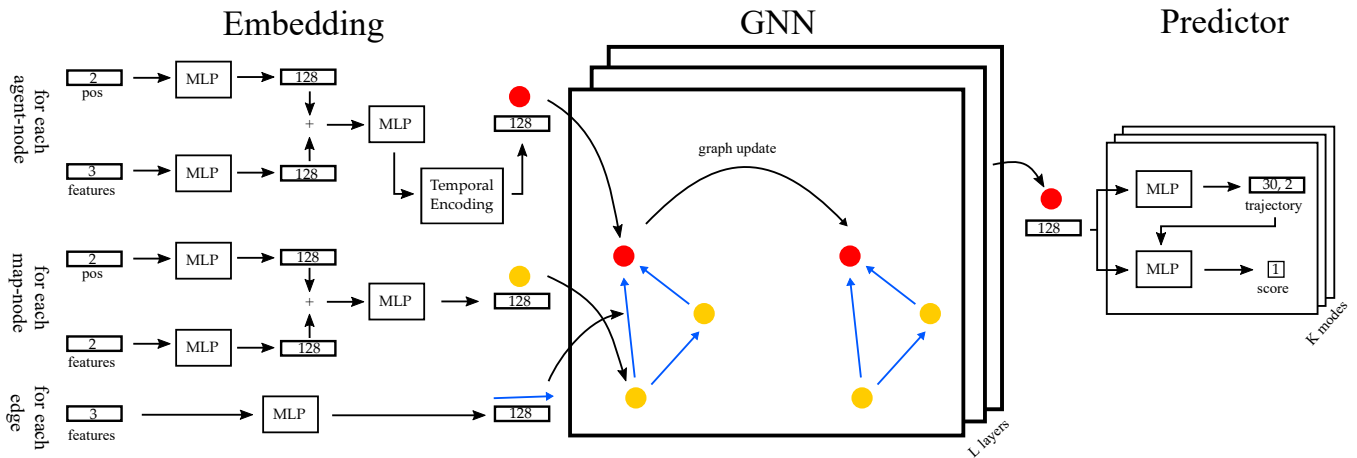 Embedding
GNN
Predictor
for each
agent-node
2
pos
MLP
128
+
3
features
MLP
128
MLP
Temporal
Encoding
128
for each
map-node
2
pos
MLP
128
+
2
features
MLP
128
MLP
128
for each
edge
3
features
MLP
128
graph update
L layers
128
MLP
30, 2
trajectory
MLP
1
score
K modes